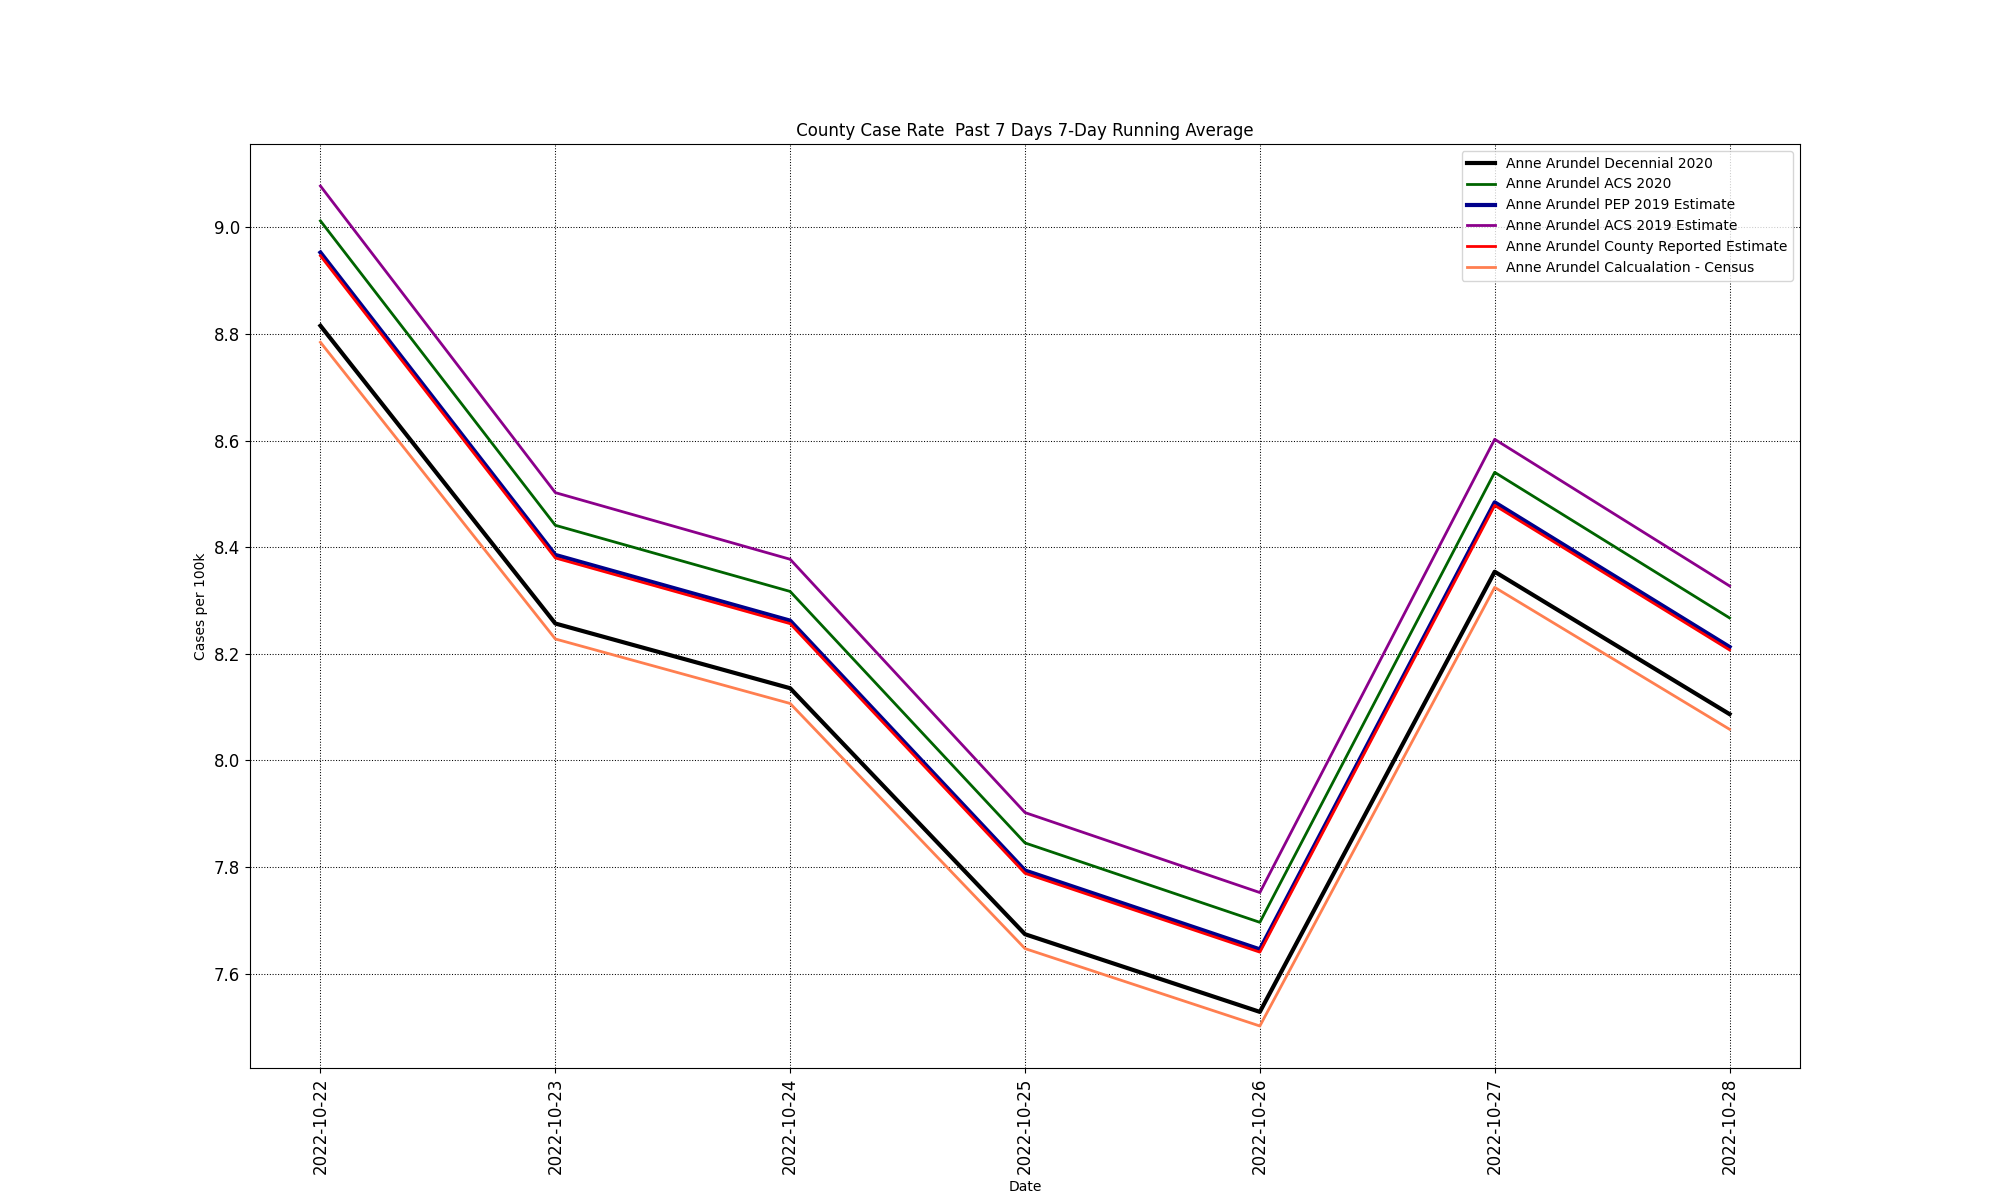 County Case Rate  Past 7 Days 7-Day Running Average
Anne Arundel Decennial 2020
Anne Arundel ACS 2020
Anne Arundel PEP 2019 Estimate
Anne Arundel ACS 2019 Estimate
Anne Arundel County Reported Estimate
Anne Arundel Calcualation - Census
Cases per 100k
9.0
8.8
8.6
8.4
8.2
8.0
7.8
7.6
2022-10-22
2022-10-23
2022-10-24
2022-10-25
2022-10-26
2022-10-27
2022-10-28
Date